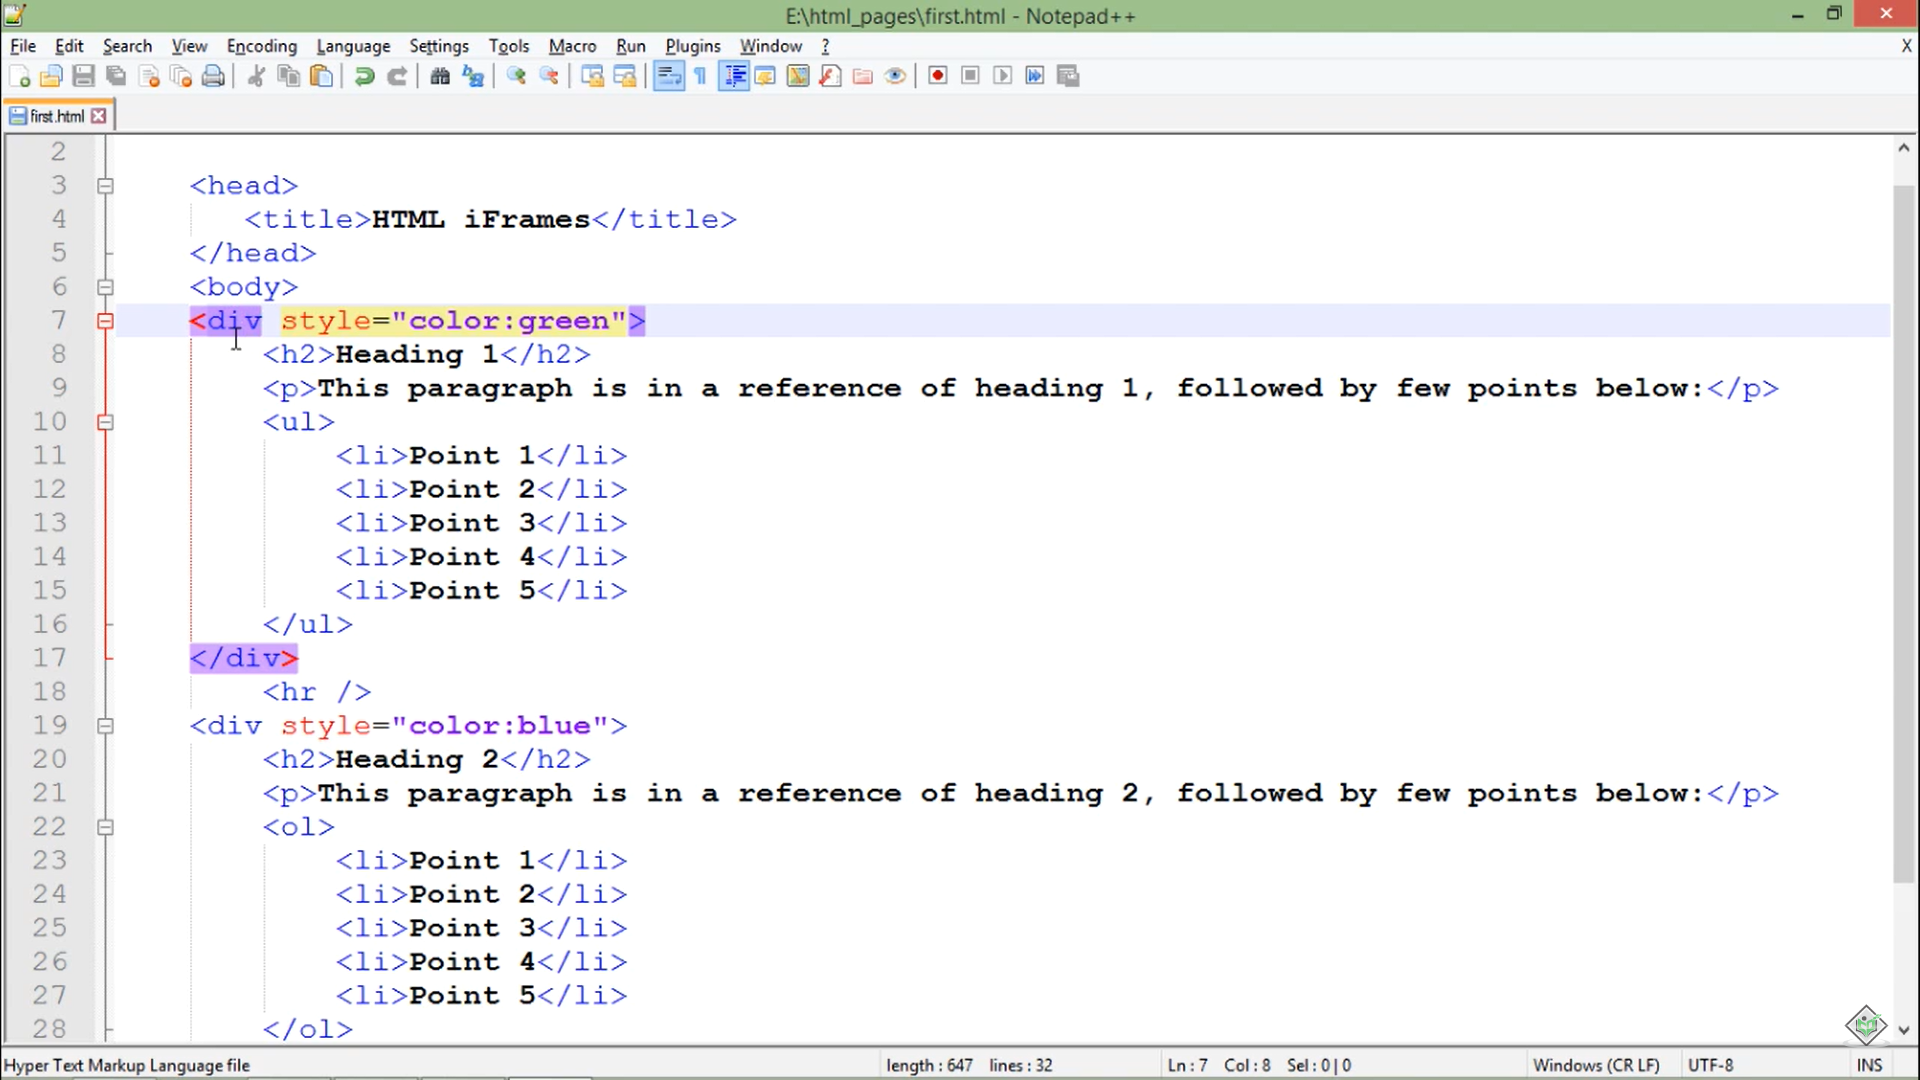 E:\html_pages\first.html - Notepad++
File Edit Search View Encoding Language Settings Tools Macro Run Plugins Window ? X
first.html
2
3 <head>
4 <title>HTML iFrames</title>
5 </head>
6 <body>
7 <div style="color:green">
8 <h2>Heading 1</h2>
9 <p>This paragraph is in a reference of heading 1, followed by few points below:</p>
10 <ul>
11 <li>Point 1</li>
12 <li>Point 2</li>
13 <li>Point 3</li>
14 <li>Point 4</li>
15 <li>Point 5</li>
16 </ul>
17 </div>
18 <hr />
19 <div style="color:blue">
20 <h2>Heading 2</h2>
21 <p>This paragraph is in a reference of heading 2, followed by few points below:</p>
22 <ol>
23 <li>Point 1</li>
24 <li>Point 2</li>
25 <li>Point 3</li>
26 <li>Point 4</li>
27 <li>Point 5</li>
28 </ol>
Hyper Text Markup Language file length : 647 lines : 32 Ln : 7 Col : 8 Sel : 0 | 0 Windows (CR LF) UTF-8 INS